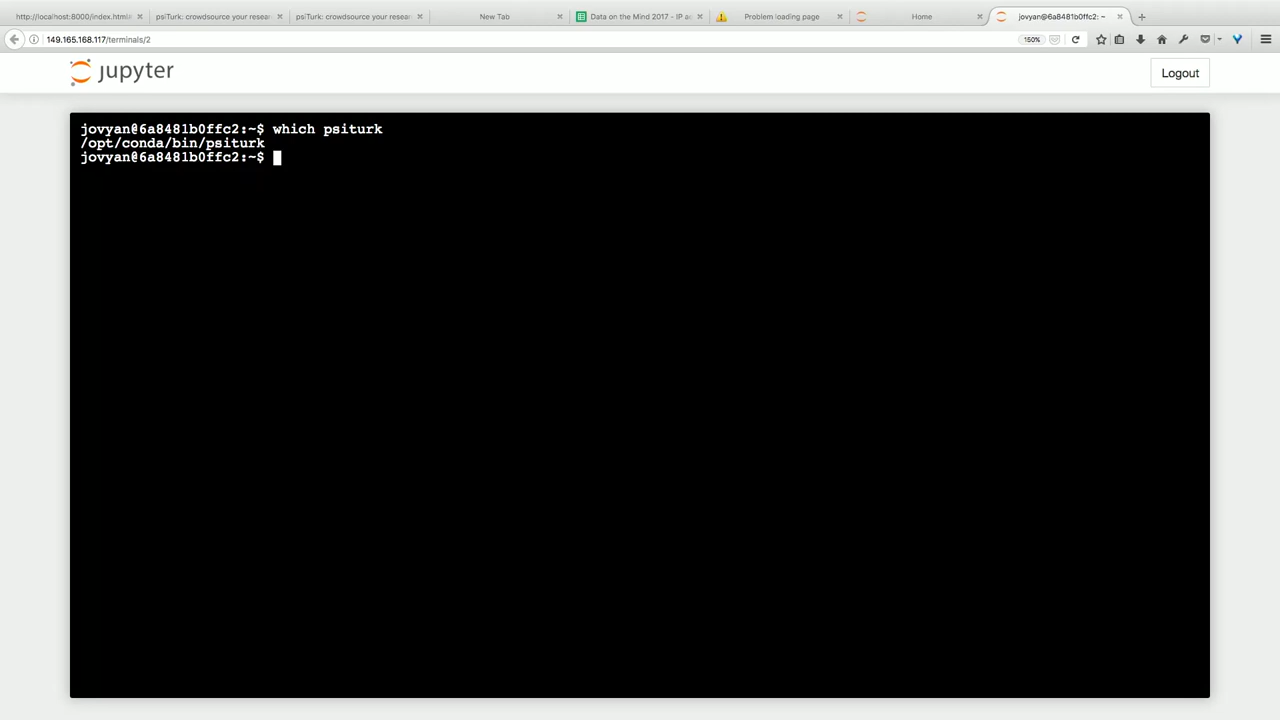 http://localhost:8000/index.html#
psiTurk: crowdsource your resear
psiTurk: crowdsource your resear
New Tab
Data on the Mind 2017 - IP a
Problem loading page
Home
jovyan@6a8481b0ffc2: ~
149.165.168.117/terminals/2
150%
jupyter
Logout
jovyan@6a8481b0ffc2:~$ which psiturk
/opt/conda/bin/psiturk
jovyan@6a8481b0ffc2:~$